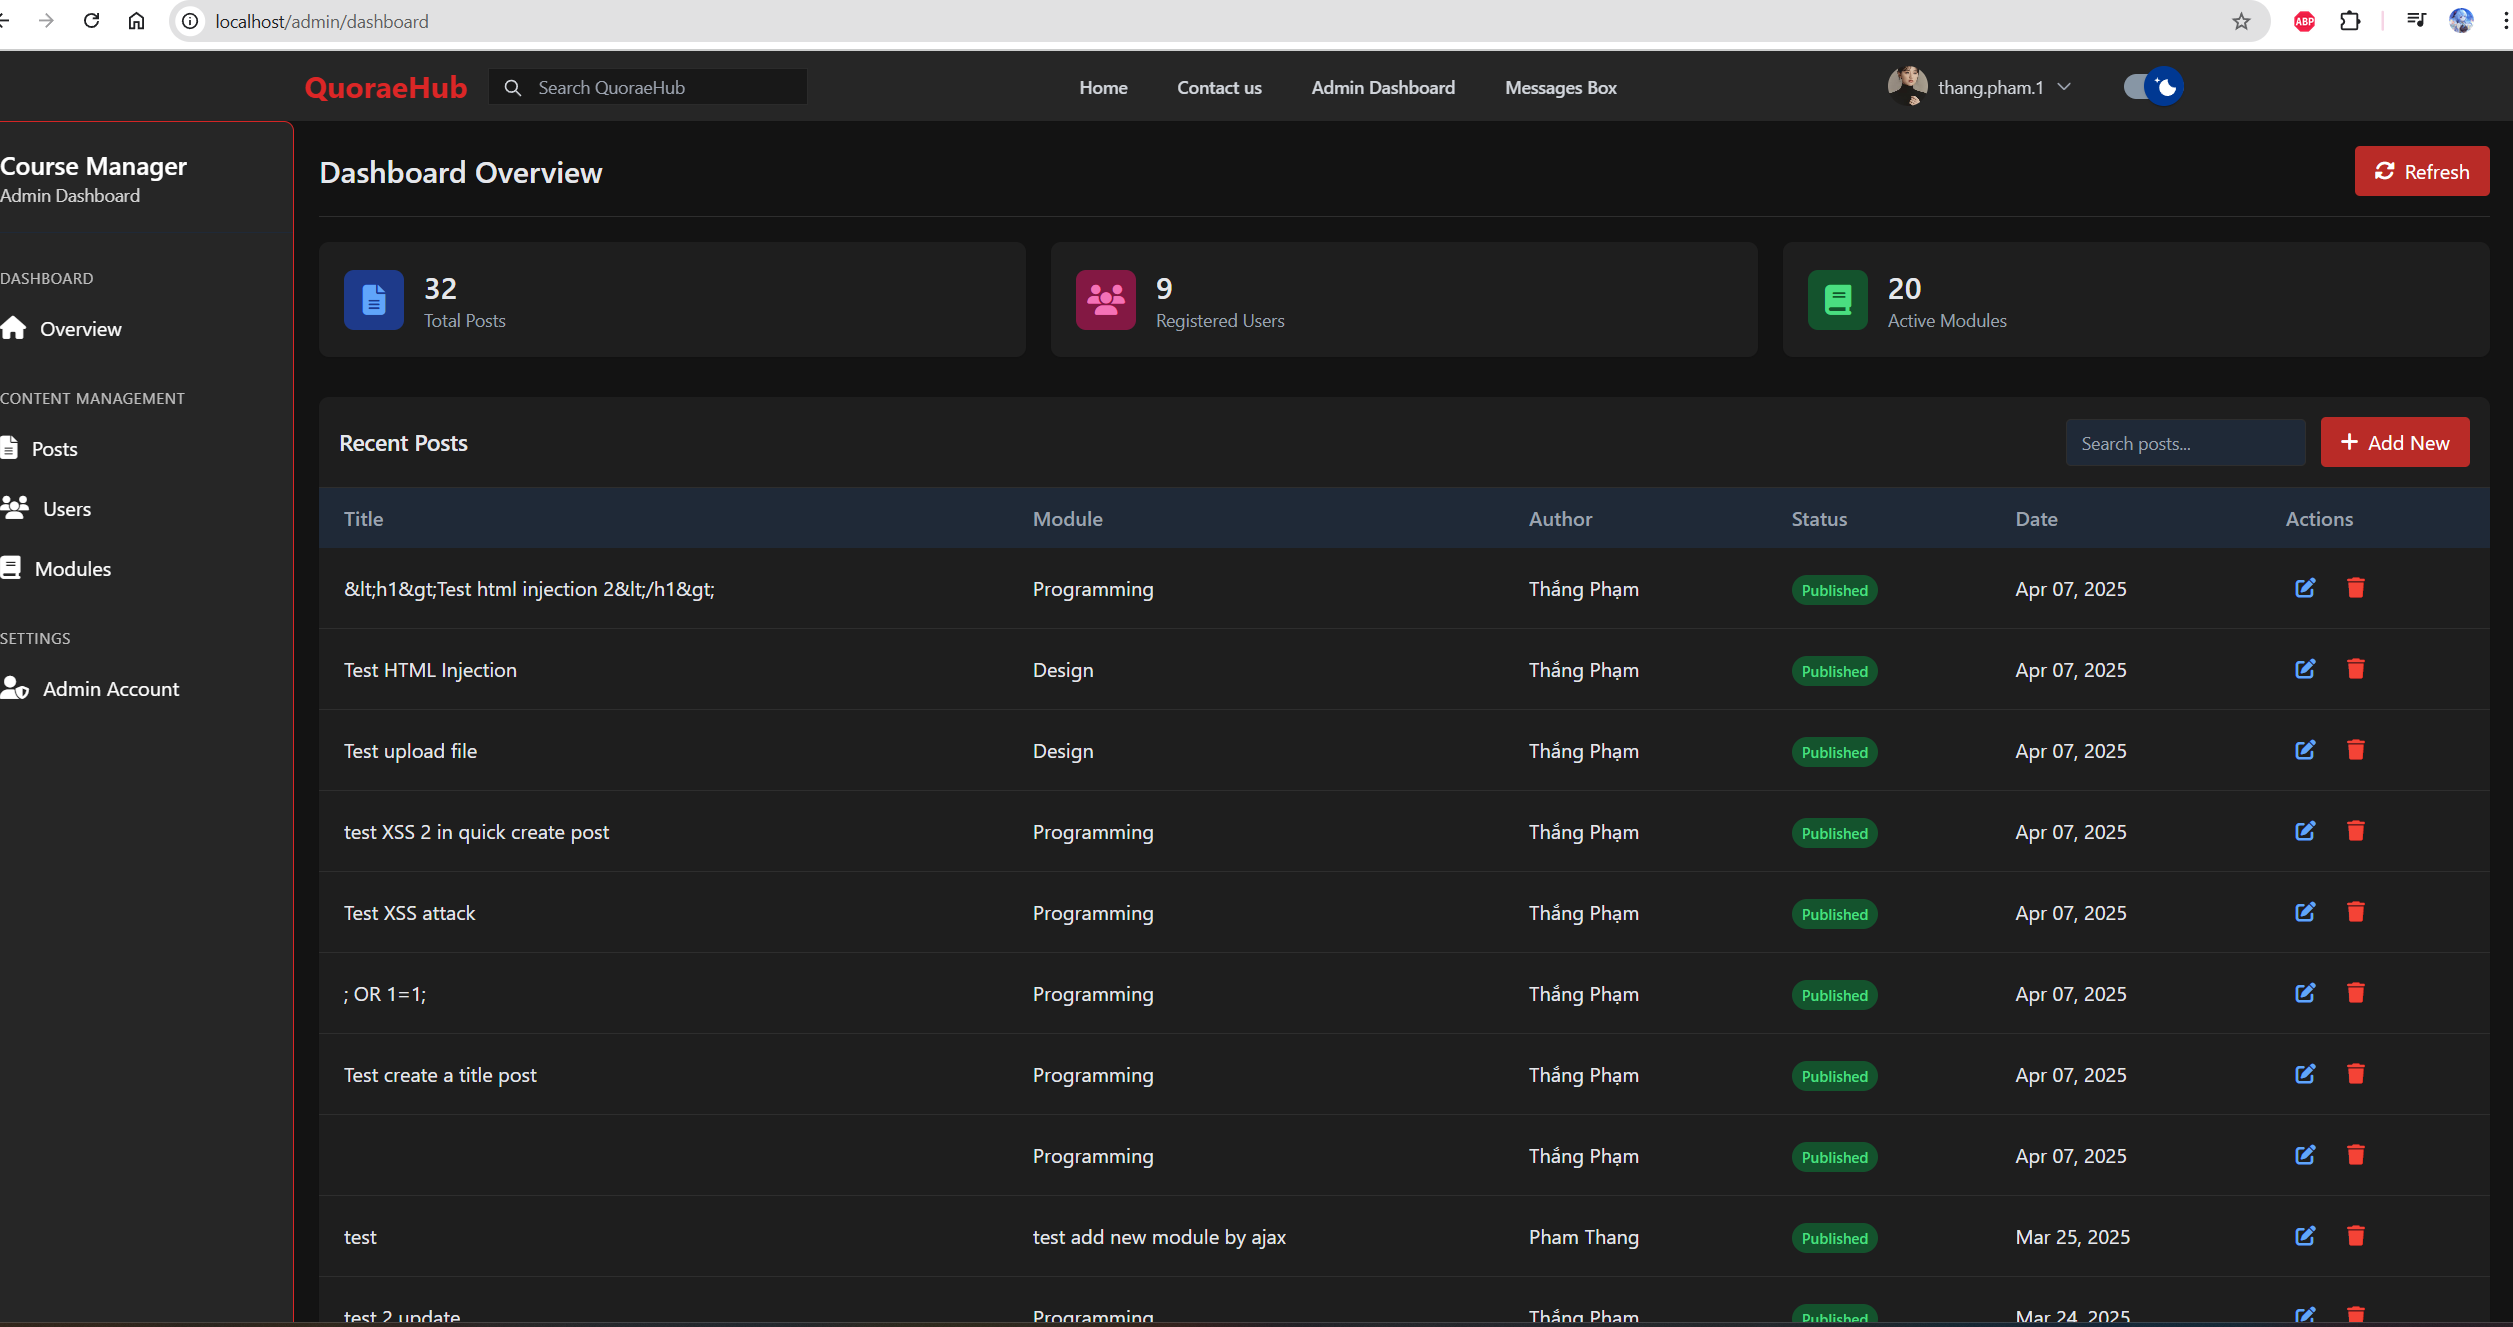 localhost/admin/dashboard
ABP
QuoraeHub
Search QuoraeHub
Home
Contact us
Admin Dashboard
Messages Box
thang.pham.1
Course Manager
Admin Dashboard
DASHBOARD
Overview
CONTENT MANAGEMENT
Posts
Users
Modules
SETTINGS
Admin Account
Dashboard Overview
Refresh
32
Total Posts
9
Registered Users
20
Active Modules
Recent Posts
Search posts...
Add New
Title Module Author Status Date Actions
&lt;h1&gt;Test html injection 2&lt;/h1&gt; Programming Thắng Phạm Published Apr 07, 2025
Test HTML Injection Design Thắng Phạm Published Apr 07, 2025
Test upload file Design Thắng Phạm Published Apr 07, 2025
test XSS 2 in quick create post Programming Thắng Phạm Published Apr 07, 2025
Test XSS attack Programming Thắng Phạm Published Apr 07, 2025
; OR 1=1; Programming Thắng Phạm Published Apr 07, 2025
Test create a title post Programming Thắng Phạm Published Apr 07, 2025
Programming Thắng Phạm Published Apr 07, 2025
test test add new module by ajax Pham Thang Published Mar 25, 2025
test 2 update Programming Thắng Phạm Published Mar 24, 2025